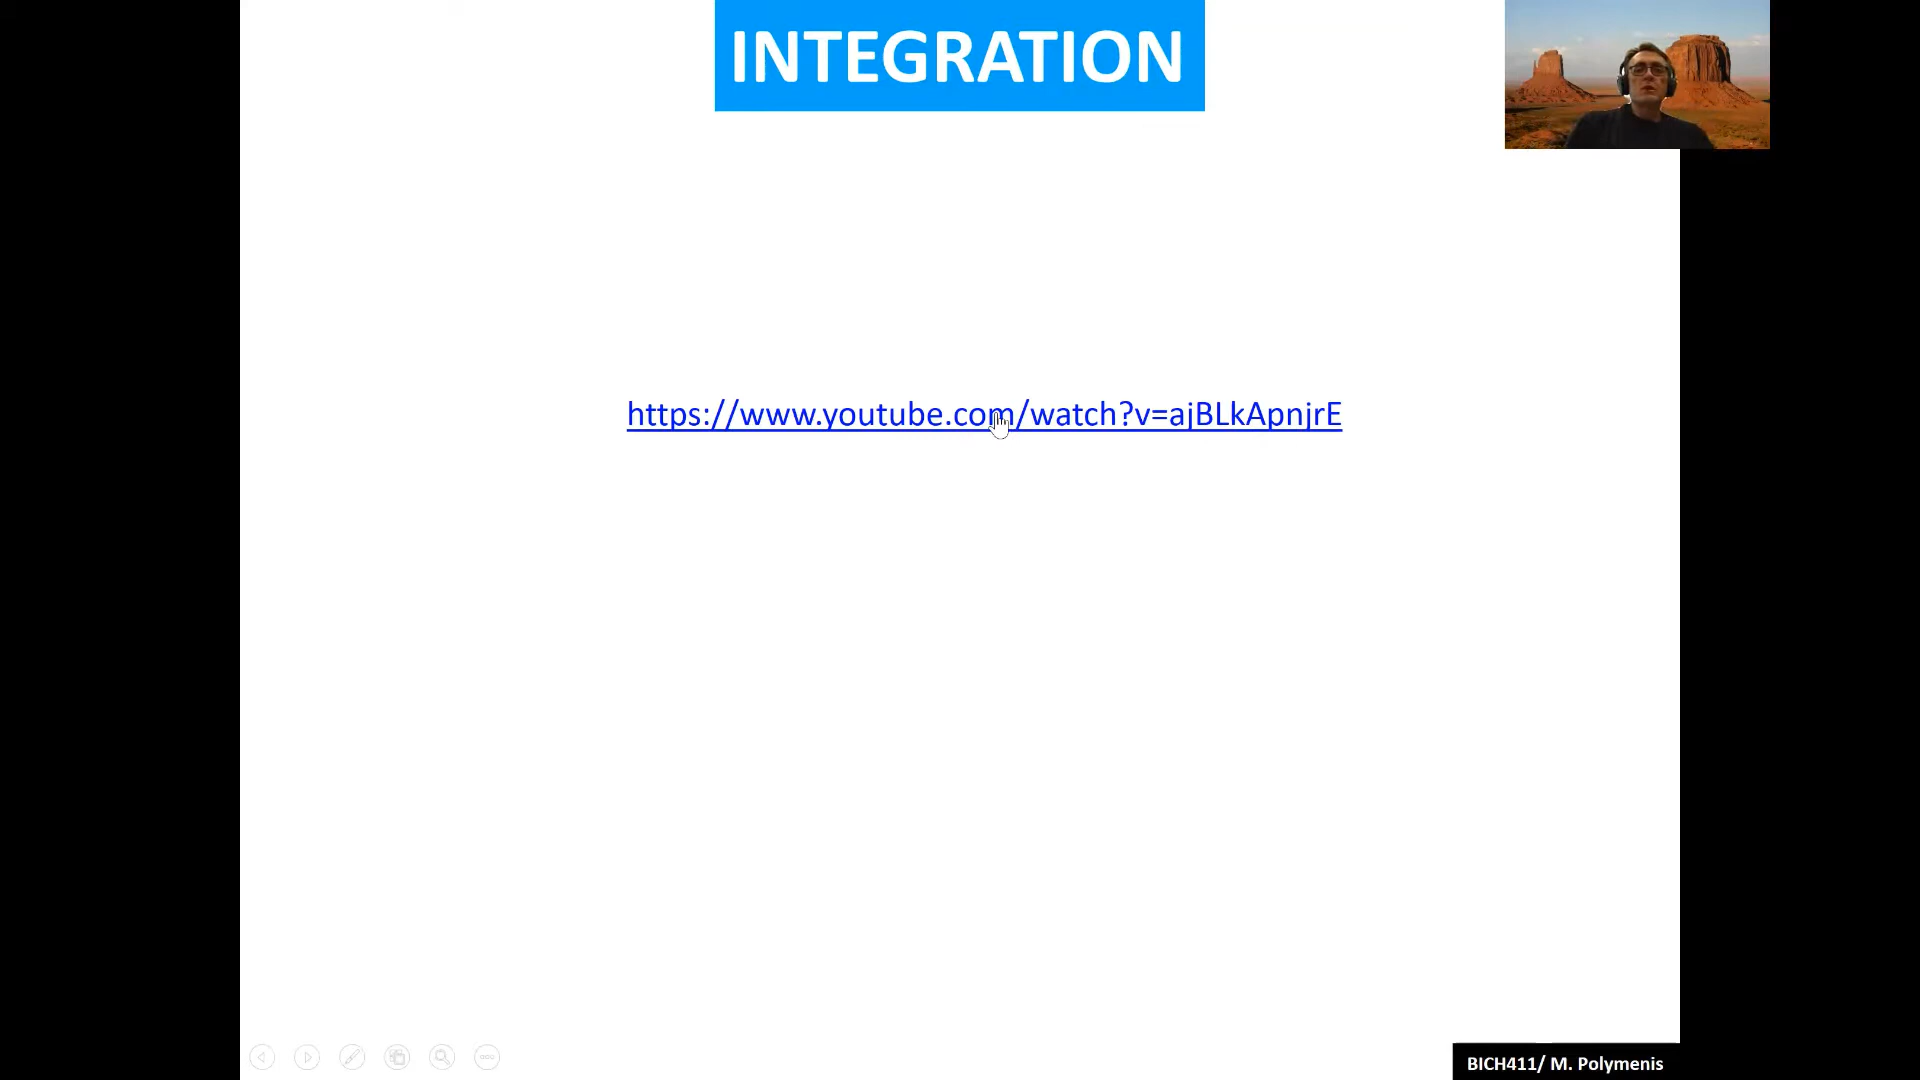 INTEGRATION
https://www.youtube.com/watch?v=ajBLkApnjrE
BICH411/ M. Polymenis